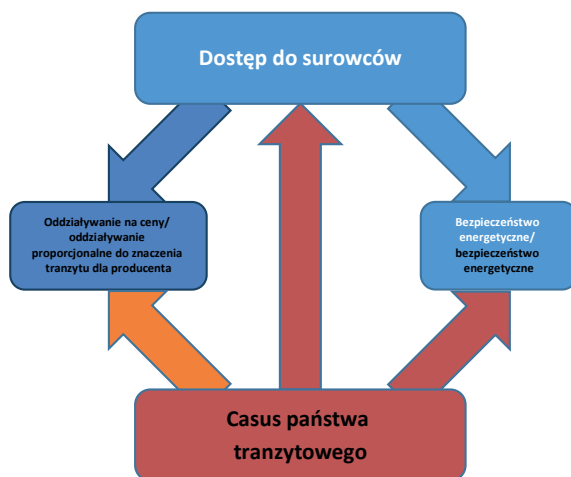 Dostęp do surowców
Oddziaływanie na ceny/
oddziaływanie
proporcjonalne do znaczenia
tranzytu dla producenta
Bezpieczeństwo
energetyczne/
bezpieczeństwo
energetyczne
Casus państwa
tranzytowego